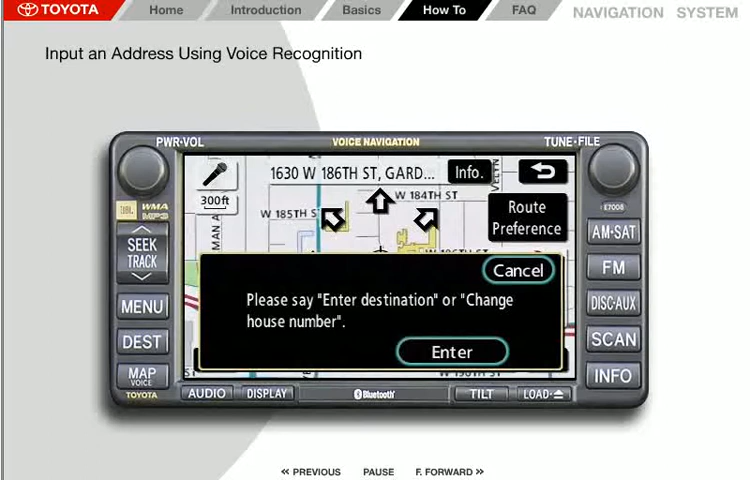 TOYOTA Home Introduction Basics How To FAQ NAVIGATION SYSTEM
Input an Address Using Voice Recognition
PWR·VOL VOICE NAVIGATION TUNE·FILE
1630 W 186TH ST, GARD... Info.
300ft
W 184TH ST
W 185TH S
Route
Preference
WMA
MP3
E7008
SEEK
TRACK
AM·SAT
Cancel
FM
Please say "Enter destination" or "Change
house number".
MENU
DISC·AUX
DEST
Enter
SCAN
MAP
VOICE
INFO
TOYOTA AUDIO DISPLAY Bluetooth TILT LOAD
« PREVIOUS PAUSE F. FORWARD »